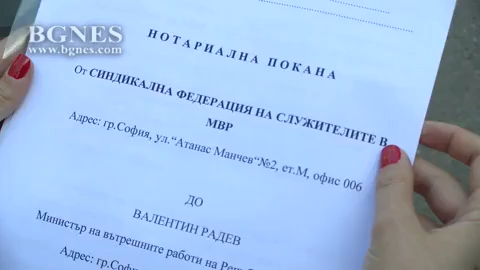 BGNES
www.bgnes.com
НОТАРИАЛНА ПОКАНА
От СИНДИКАЛНА ФЕДЕРАЦИЯ НА СЛУЖИТЕЛИТЕ В
МВР
Адрес: гр.София, ул.“Атанас Манчев“№2, ет.М, офис 006
ДО
ВАЛЕНТИН РАДЕВ
Министър на вътрешните работи на
Адрес: гр.София